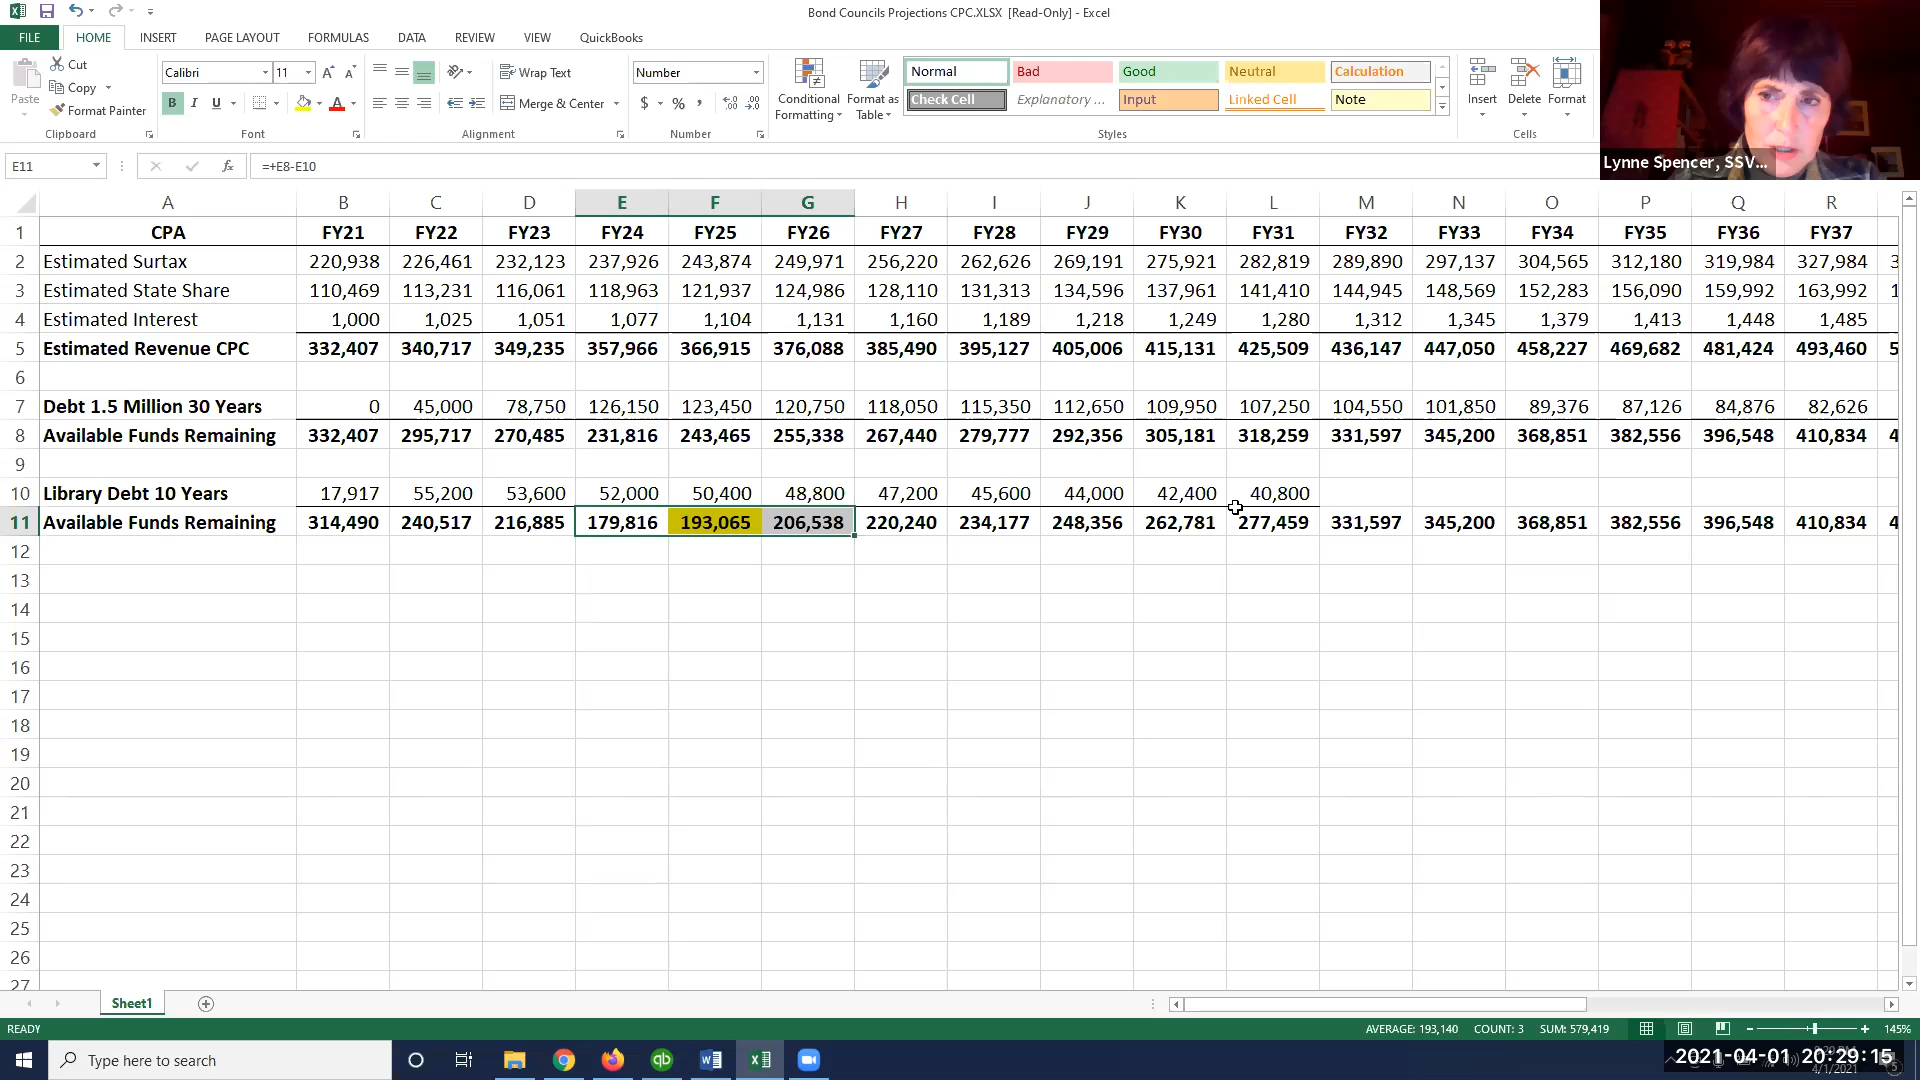 Bond Councils Projections CPC.XLSX [Read-Only] - Excel
FILE HOME INSERT PAGE LAYOUT FORMULAS DATA REVIEW VIEW QuickBooks
Paste
Cut
Copy
Format Painter
Clipboard
Calibri 11
B I U
Font
Wrap Text
Merge & Center
Alignment
Number
$ %
Number
Conditional Formatting
Format as Table
Normal Bad Good Neutral Calculation
Check Cell Explanatory ... Input Linked Cell Note
Styles
Insert Delete Format
Cells
Lynne Spencer, SSV...
E11 fx =+E8-E10
A B C D E F G H I J K L M N O P Q R
1 CPA FY21 FY22 FY23 FY24 FY25 FY26 FY27 FY28 FY29 FY30 FY31 FY32 FY33 FY34 FY35 FY36 FY37
2 Estimated Surtax 220,938 226,461 232,123 237,926 243,874 249,971 256,220 262,626 269,191 275,921 282,819 289,890 297,137 304,565 312,180 319,984 327,984 3
3 Estimated State Share 110,469 113,231 116,061 118,963 121,937 124,986 128,110 131,313 134,596 137,961 141,410 144,945 148,569 152,283 156,090 159,992 163,992 1
4 Estimated Interest 1,000 1,025 1,051 1,077 1,104 1,131 1,160 1,189 1,218 1,249 1,280 1,312 1,345 1,379 1,413 1,448 1,485
5 Estimated Revenue CPC 332,407 340,717 349,235 357,966 366,915 376,088 385,490 395,127 405,006 415,131 425,509 436,147 447,050 458,227 469,682 481,424 493,460 5
6
7 Debt 1.5 Million 30 Years 0 45,000 78,750 126,150 123,450 120,750 118,050 115,350 112,650 109,950 107,250 104,550 101,850 89,376 87,126 84,876 82,626
8 Available Funds Remaining 332,407 295,717 270,485 231,816 243,465 255,338 267,440 279,777 292,356 305,181 318,259 331,597 345,200 368,851 382,556 396,548 410,834 4
9
10 Library Debt 10 Years 17,917 55,200 53,600 52,000 50,400 48,800 47,200 45,600 44,000 42,400 40,800
11 Available Funds Remaining 314,490 240,517 216,885 179,816 193,065 206,538 220,240 234,177 248,356 262,781 277,459 331,597 345,200 368,851 382,556 396,548 410,834 4
12
13
14
15
16
17
18
19
20
21
22
23
24
25
26
27
Sheet1
READY AVERAGE: 193,140 COUNT: 3 SUM: 579,419 145%
Type here to search
2021-04-01 20:29:15
4/1/2021